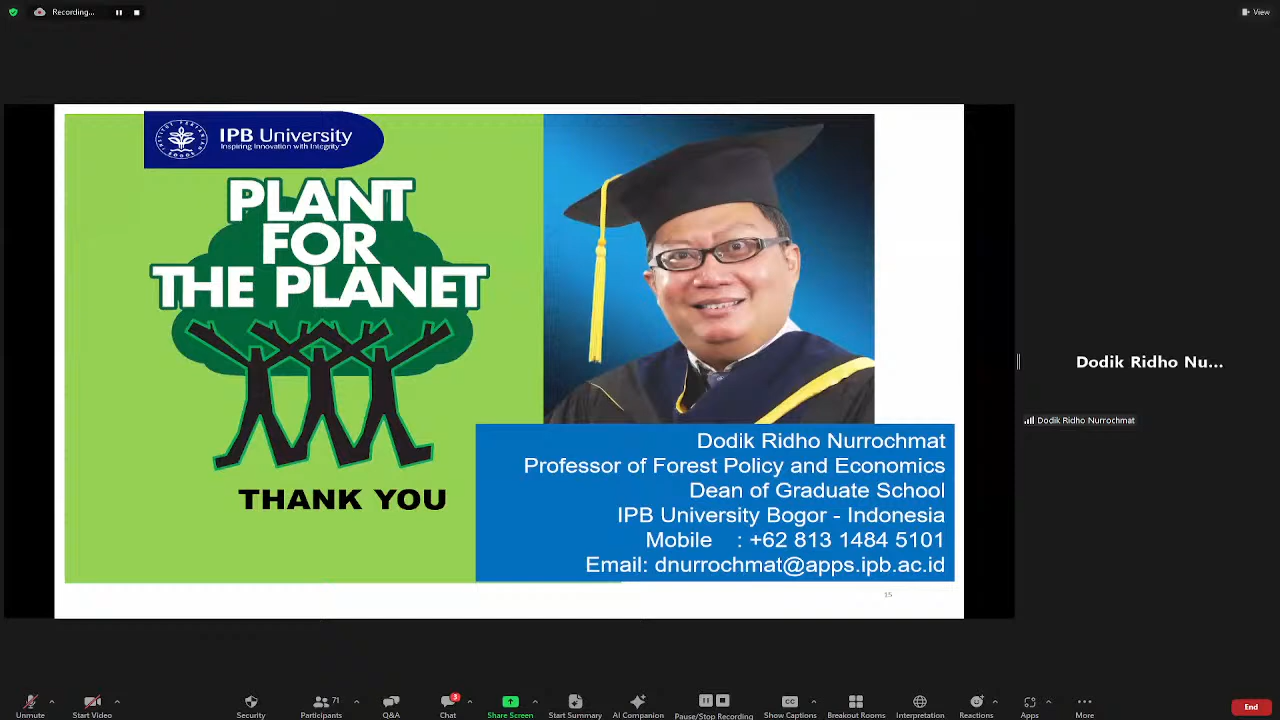 Recording...
View
IPB University
Inspiring Innovation with Integrity
PLANT
FOR
THE PLANET
THANK YOU
Dodik Ridho Nurrochmat
Professor of Forest Policy and Economics
Dean of Graduate School
IPB University Bogor - Indonesia
Mobile : +62 813 1484 5101
Email: dnurrochmat@apps.ipb.ac.id
15
Dodik Ridho Nu...
Dodik Ridho Nurrochmat
Unmute
Start Video
Security
Participants
71
Q&A
Chat
3
Share Screen
Start Summary
AI Companion
Pause/Stop Recording
Show Captions
Breakout Rooms
Interpretation
Reactions
Apps
More
End